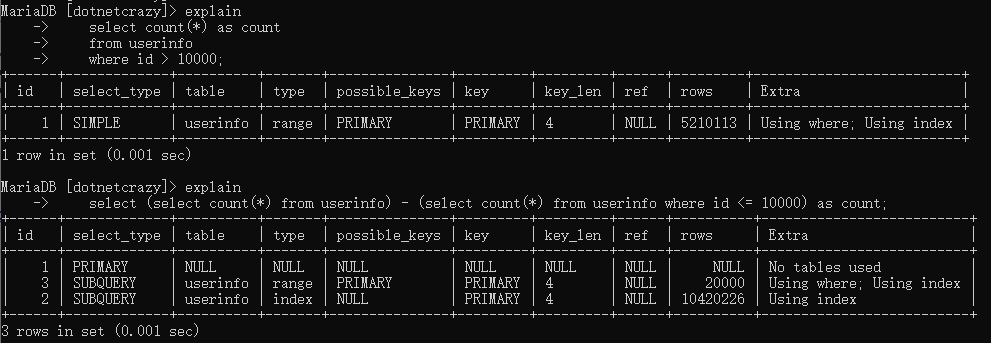 MariaDB [dotnetcrazy]> explain
    ->     select count(*) as count
    ->     from userinfo
    ->     where id > 10000;
+------+-------------+----------+-------+---------------+---------+---------+------+---------+--------------------------+
| id   | select_type | table    | type  | possible_keys | key     | key_len | ref  | rows    | Extra                    |
+------+-------------+----------+-------+---------------+---------+---------+------+---------+--------------------------+
|    1 | SIMPLE      | userinfo | range | PRIMARY       | PRIMARY | 4       | NULL | 5210113 | Using where; Using index |
+------+-------------+----------+-------+---------------+---------+---------+------+---------+--------------------------+
1 row in set (0.001 sec)
MariaDB [dotnetcrazy]> explain
    ->     select (select count(*) from userinfo) - (select count(*) from userinfo where id <= 10000) as count;
+------+-------------+----------+-------+---------------+---------+---------+------+----------+--------------------------+
| id   | select_type | table    | type  | possible_keys | key     | key_len | ref  | rows     | Extra                    |
+------+-------------+----------+-------+---------------+---------+---------+------+----------+--------------------------+
|    1 | PRIMARY     | NULL     | NULL  | NULL          | NULL    | NULL    | NULL |     NULL | No tables used           |
|    3 | SUBQUERY    | userinfo | range | PRIMARY       | PRIMARY | 4       | NULL |    20000 | Using where; Using index |
|    2 | SUBQUERY    | userinfo | index | NULL          | PRIMARY | 4       | NULL | 10420226 | Using index              |
+------+-------------+----------+-------+---------------+---------+---------+------+----------+--------------------------+
3 rows in set (0.001 sec)